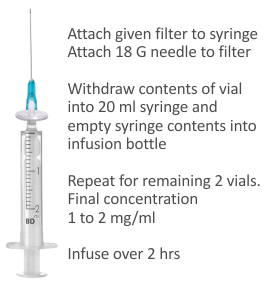 Attach given filter to syringe
Attach 18 G needle to filter
Withdraw contents of vial
into 20 ml syringe and
empty syringe contents into
infusion bottle
Repeat for remaining 2 vials.
Final concentration
1 to 2 mg/ml
Infuse over 2 hrs
1
2
BD